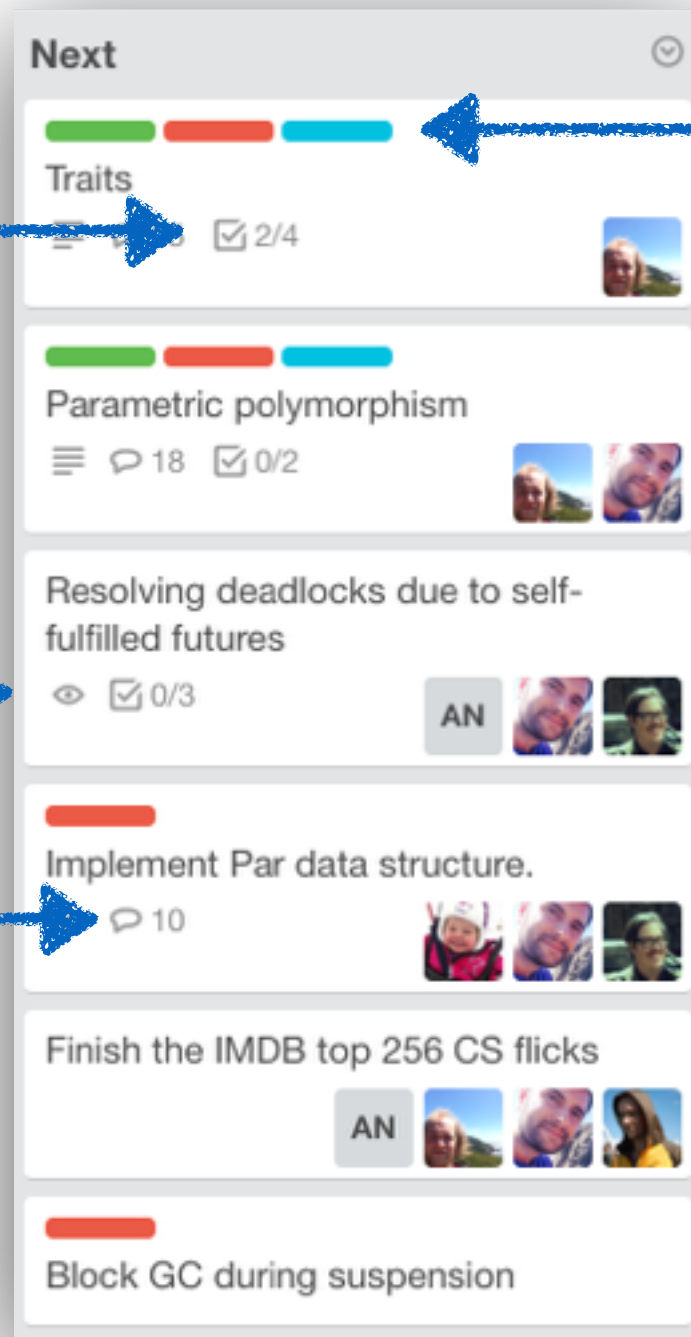 Next
Traits
2/4
Parametric polymorphism
18 0/2
Resolving deadlocks due to self-
fulfilled futures
0/3
AN
Implement Par data structure.
10
Finish the IMDB top 256 CS flicks
AN
Block GC during suspension